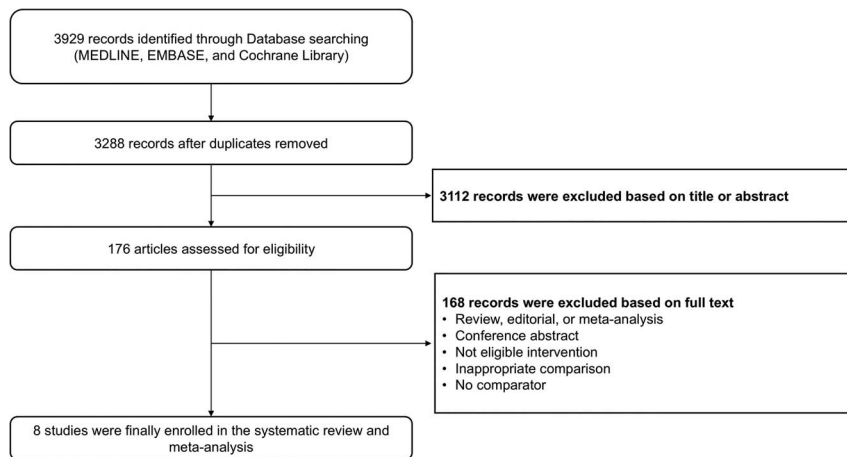 3929 records identified through Database searching
(MEDLINE, EMBASE, and Cochrane Library)
3288 records after duplicates removed
3112 records were excluded based on title or abstract
176 articles assessed for eligibility
168 records were excluded based on full text
• Review, editorial, or meta-analysis
• Conference abstract
• Not eligible intervention
• Inappropriate comparison
• No comparator
8 studies were finally enrolled in the systematic review and
meta-analysis